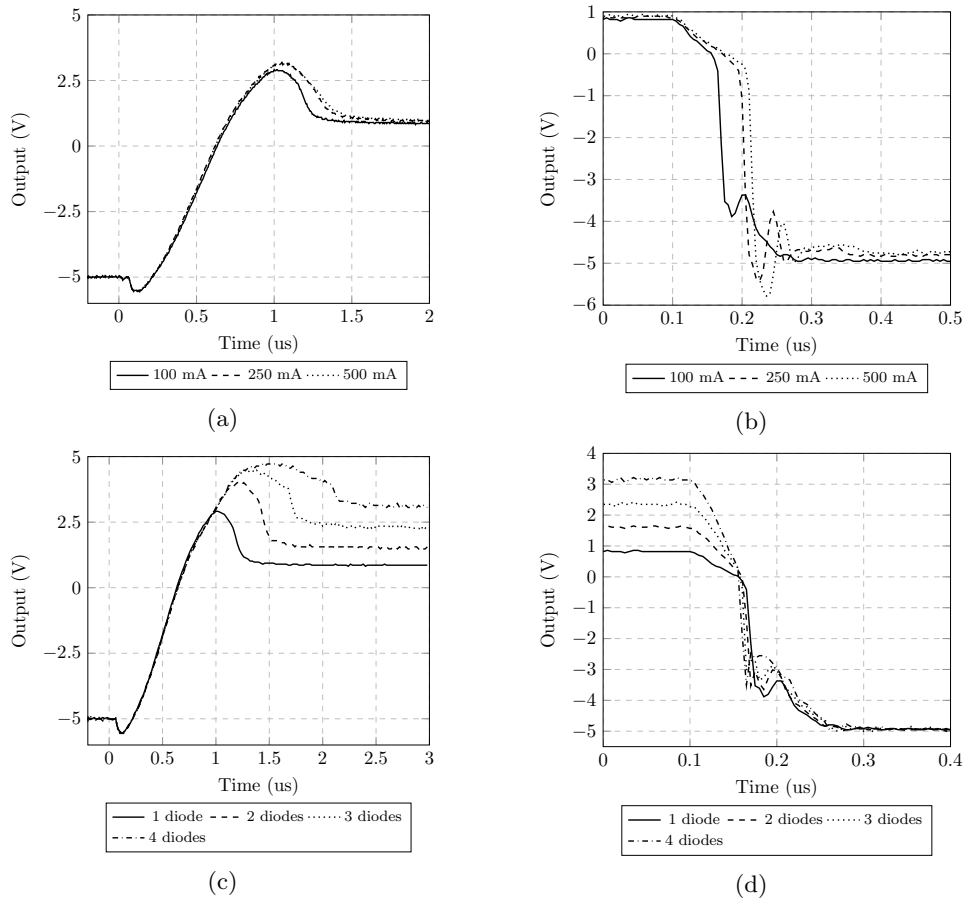 5
2.5
0
−2.5
−5
0
0.5
1
1.5
2
Output (V)
Time (us)
100 mA 250 mA 500 mA
(a)
1
0
−1
−2
−3
−4
−5
−6
0
0.1
0.2
0.3
0.4
0.5
Output (V)
Time (us)
100 mA 250 mA 500 mA
(b)
5
2.5
0
−2.5
−5
0
0.5
1
1.5
2
2.5
3
Output (V)
Time (us)
1 diode 2 diodes 3 diodes
4 diodes
(c)
4
3
2
1
0
−1
−2
−3
−4
−5
0
0.1
0.2
0.3
0.4
Output (V)
Time (us)
1 diode 2 diodes 3 diodes
4 diodes
(d)